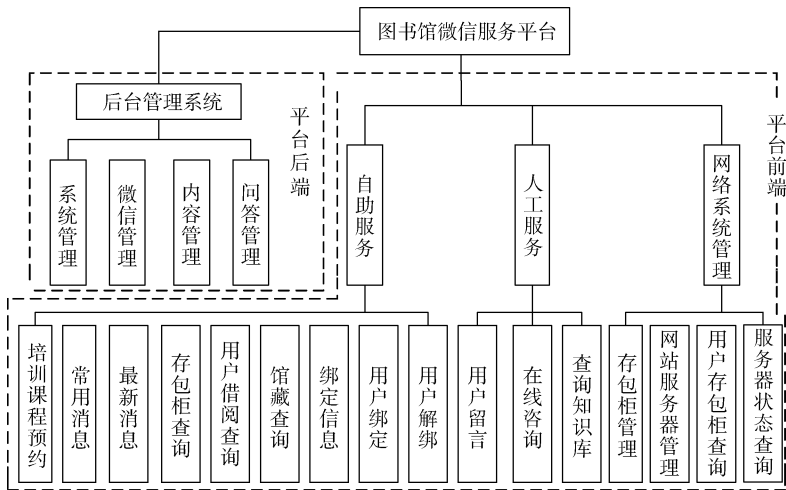 图书馆微信服务平台
后台管理系统
平台后端
平台前端
系统管理
微信管理
内容管理
问答管理
自助服务
人工服务
网络系统管理
培训课程预约
常用消息
最新消息
存包柜查询
用户借阅查询
馆藏查询
绑定信息
用户绑定
用户解绑
用户留言
在线咨询
查询知识库
存包柜管理
网站服务器管理
用户存包柜查询
服务器状态查询